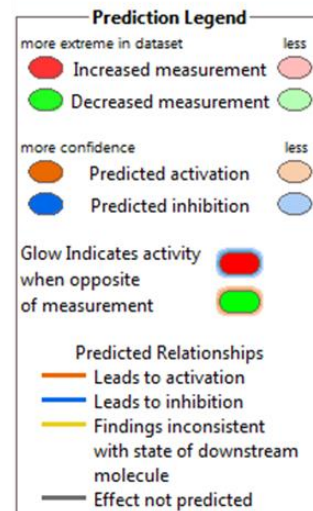 Prediction Legend
more extreme in dataset less
Increased measurement
Decreased measurement
more confidence less
Predicted activation
Predicted inhibition
Glow Indicates activity
when opposite
of measurement
Predicted Relationships
Leads to activation
Leads to inhibition
Findings inconsistent
with state of downstream
molecule
Effect not predicted